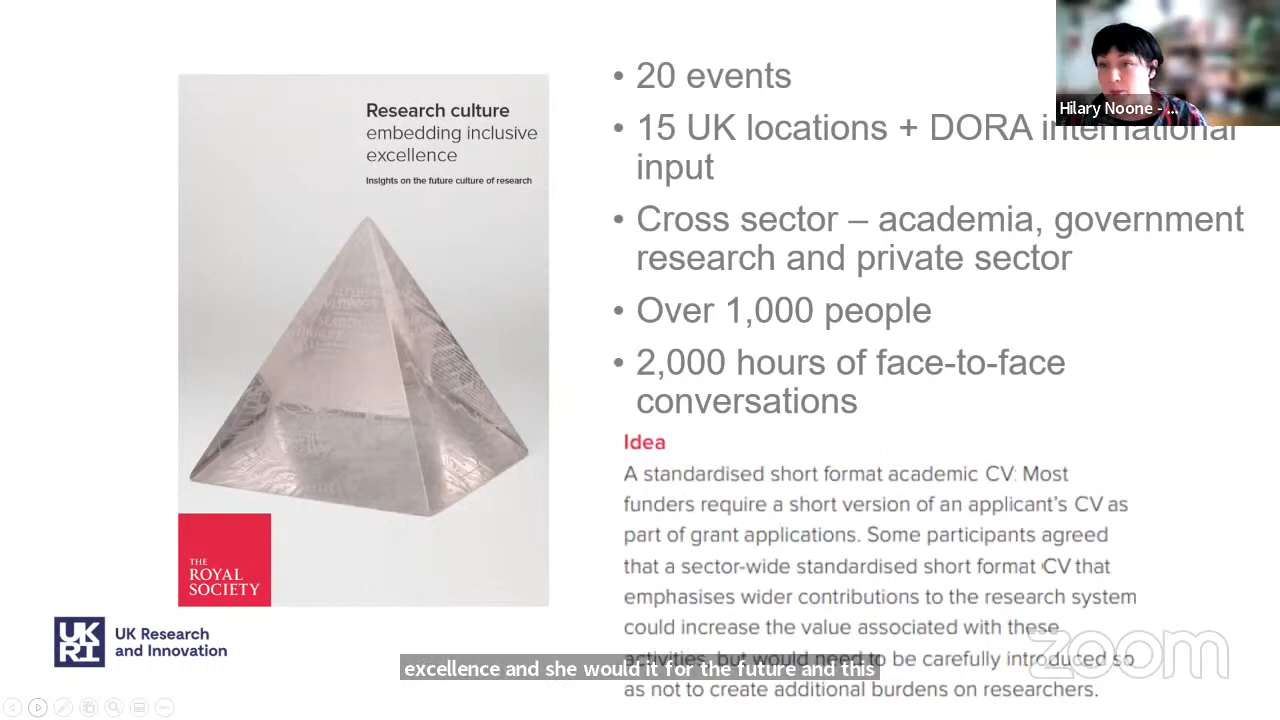 Research culture
embedding inclusive
excellence
Insights on the future culture of research
THE
ROYAL
SOCIETY
UK
RI
UK Research
and Innovation
• 20 events
• 15 UK locations + DORA international
input
• Cross sector – academia, government
research and private sector
• Over 1,000 people
• 2,000 hours of face-to-face
conversations
Idea
A standardised short format academic CV: Most
funders require a short version of an applicant's CV as
part of grant applications. Some participants agreed
that a sector-wide standardised short format CV that
emphasises wider contributions to the research system
could increase the value associated with these
activities, but would need to be carefully introduced so
as not to create additional burdens on researchers.
Hilary Noone - ...
excellence and she would it for the future and this
zoom